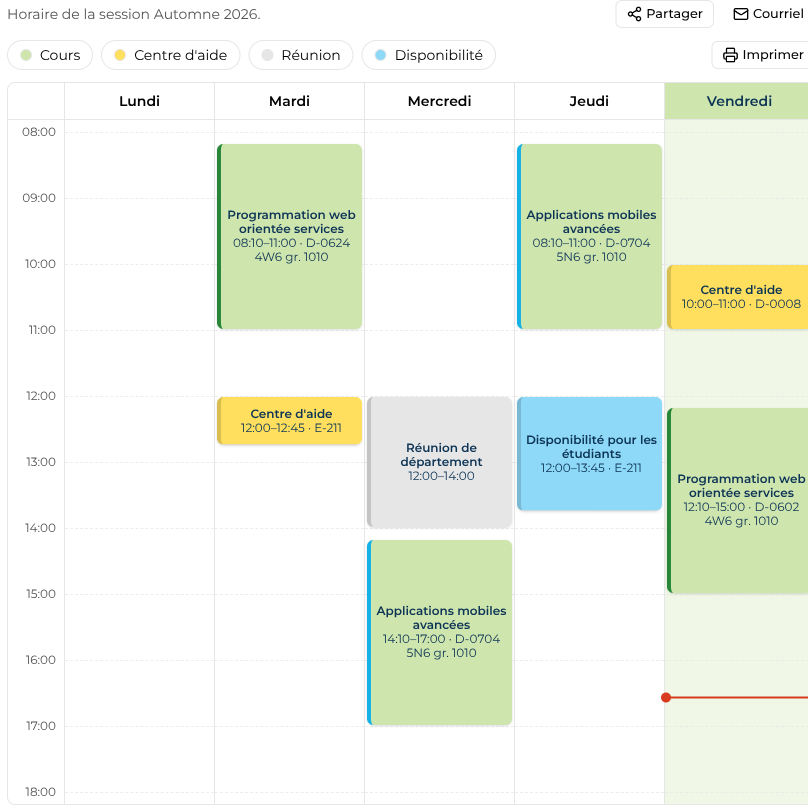 Horaire de la session Automne 2026.
Partager
Courriel
Cours
Centre d'aide
Réunion
Disponibilité
Imprimer
Lundi
Mardi
Mercredi
Jeudi
Vendredi
08:00
09:00
10:00
11:00
12:00
13:00
14:00
15:00
16:00
17:00
18:00
Programmation web
orientée services
08:10–11:00 · D-0624
4W6 gr. 1010
Centre d'aide
12:00–12:45 · E-211
Réunion de
département
12:00–14:00
Applications mobiles
avancées
14:10–17:00 · D-0704
5N6 gr. 1010
Applications mobiles
avancées
08:10–11:00 · D-0704
5N6 gr. 1010
Disponibilité pour les
étudiants
12:00–13:45 · E-211
Centre d'aide
10:00–11:00 · D-0008
Programmation web
orientée services
12:10–15:00 · D-0602
4W6 gr. 1010